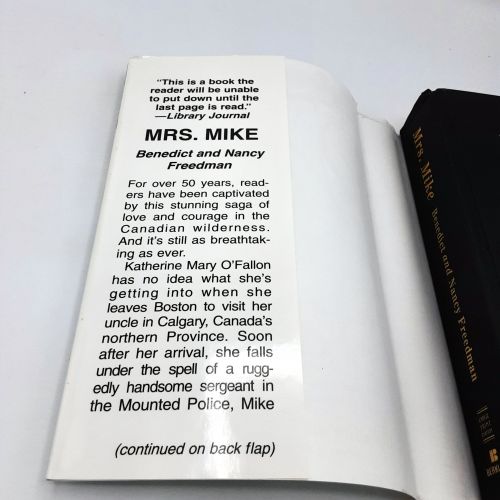 "This is a book the
reader will be unable
to put down until the
last page is read."
—Library Journal
MRS. MIKE
Benedict and Nancy
Freedman
For over 50 years, read-
ers have been captivated
by this stunning saga of
love and courage in the
Canadian wilderness.
And it's still as breathtak-
ing as ever.
Katherine Mary O'Fallon
has no idea what she's
getting into when she
leaves Boston to visit her
uncle in Calgary, Canada's
northern Province. Soon
after her arrival, she falls
under the spell of a rugg-
edly handsome sergeant in
the Mounted Police, Mike
(continued on back flap)
Mrs. Mike
Benedict and Nancy Freedman